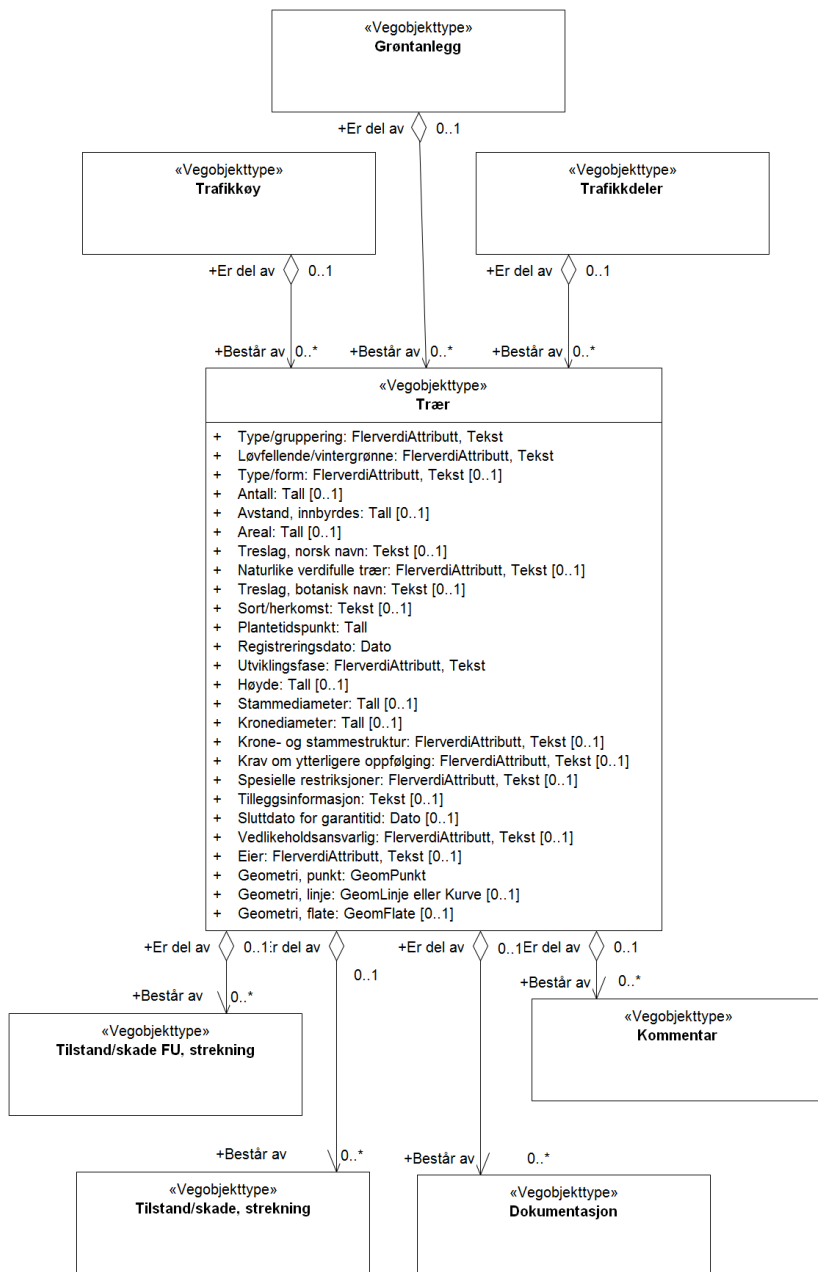 «Vegobjekttype»
Grøntanlegg
+Er del av 0..1
«Vegobjekttype»
Trafikkøy
«Vegobjekttype»
Trafikkdeler
+Er del av 0..1
+Er del av 0..1
+Består av 0..*
+Består av 0..*
+Består av 0..*
«Vegobjekttype»
Trær
+ Type/gruppering: FlerverdiAttributt, Tekst
+ Løvfellende/vintergrønne: FlerverdiAttributt, Tekst
+ Type/form: FlerverdiAttributt, Tekst [0..1]
+ Antall: Tall [0..1]
+ Avstand, innbyrdes: Tall [0..1]
+ Areal: Tall [0..1]
+ Treslag, norsk navn: Tekst [0..1]
+ Naturlike verdifulle trær: FlerverdiAttributt, Tekst [0..1]
+ Treslag, botanisk navn: Tekst [0..1]
+ Sort/herkomst: Tekst [0..1]
+ Plantetidspunkt: Tall
+ Registreringsdato: Dato
+ Utviklingsfase: FlerverdiAttributt, Tekst
+ Høyde: Tall [0..1]
+ Stammediameter: Tall [0..1]
+ Kronediameter: Tall [0..1]
+ Krone- og stammestruktur: FlerverdiAttributt, Tekst [0..1]
+ Krav om ytterligere oppfølging: FlerverdiAttributt, Tekst [0..1]
+ Spesielle restriksjoner: FlerverdiAttributt, Tekst [0..1]
+ Tilleggsinformasjon: Tekst [0..1]
+ Sluttdato for garantitid: Dato [0..1]
+ Vedlikeholdsansvarlig: FlerverdiAttributt, Tekst [0..1]
+ Eier: FlerverdiAttributt, Tekst [0..1]
+ Geometri, punkt: GeomPunkt
+ Geometri, linje: GeomLinje eller Kurve [0..1]
+ Geometri, flate: GeomFlate [0..1]
+Er del av 0..1
Er del av
0..1
+Er del av 0..1
Er del av 0..1
+Består av 0..*
+Består av 0..*
«Vegobjekttype»
Tilstand/skade FU, strekning
«Vegobjekttype»
Kommentar
+Består av 0..*
+Består av 0..*
«Vegobjekttype»
Tilstand/skade, strekning
«Vegobjekttype»
Dokumentasjon